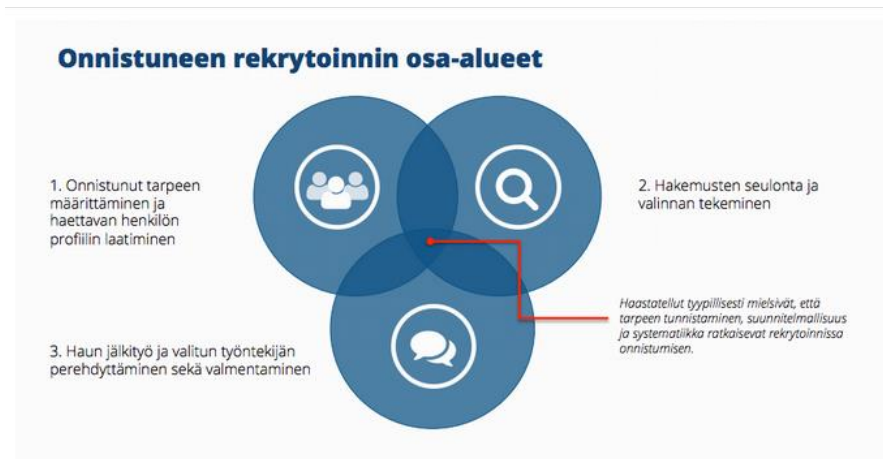 Onnistuneen rekrytoinnin osa-alueet
1. Onnistunut tarpeen
määrittäminen ja
haettavan henkilön
profiilin laatiminen
2. Hakemusten seulonta ja
valinnan tekeminen
Haastatellut tyypillisesti mielsivät, että
tarpeen tunnistaminen, suunnitelmallisuus
ja systematiikka ratkaisevat rekrytoinnissa
onnistumisen.
3. Haun jälkityö ja valitun työntekijän
perehdyttäminen sekä valmentaminen